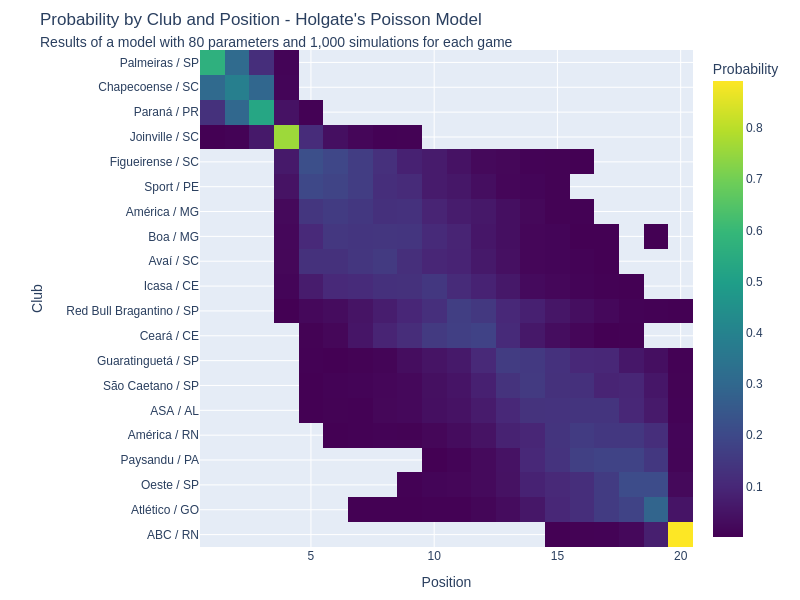 Probability by Club and Position - Holgate's Poisson Model
Results of a model with 80 parameters and 1,000 simulations for each game
Probability
Palmeiras / SP
Chapecoense / SC
Paraná / PR
Joinville / SC
Figueirense / SC
Sport / PE
América / MG
Boa / MG
Avaí / SC
Icasa / CE
Red Bull Bragantino / SP
Ceará / CE
Guaratinguetá / SP
São Caetano / SP
ASA / AL
América / RN
Paysandu / PA
Oeste / SP
Atlético / GO
ABC / RN
Club
5
10
15
20
Position
0.8
0.7
0.6
0.5
0.4
0.3
0.2
0.1